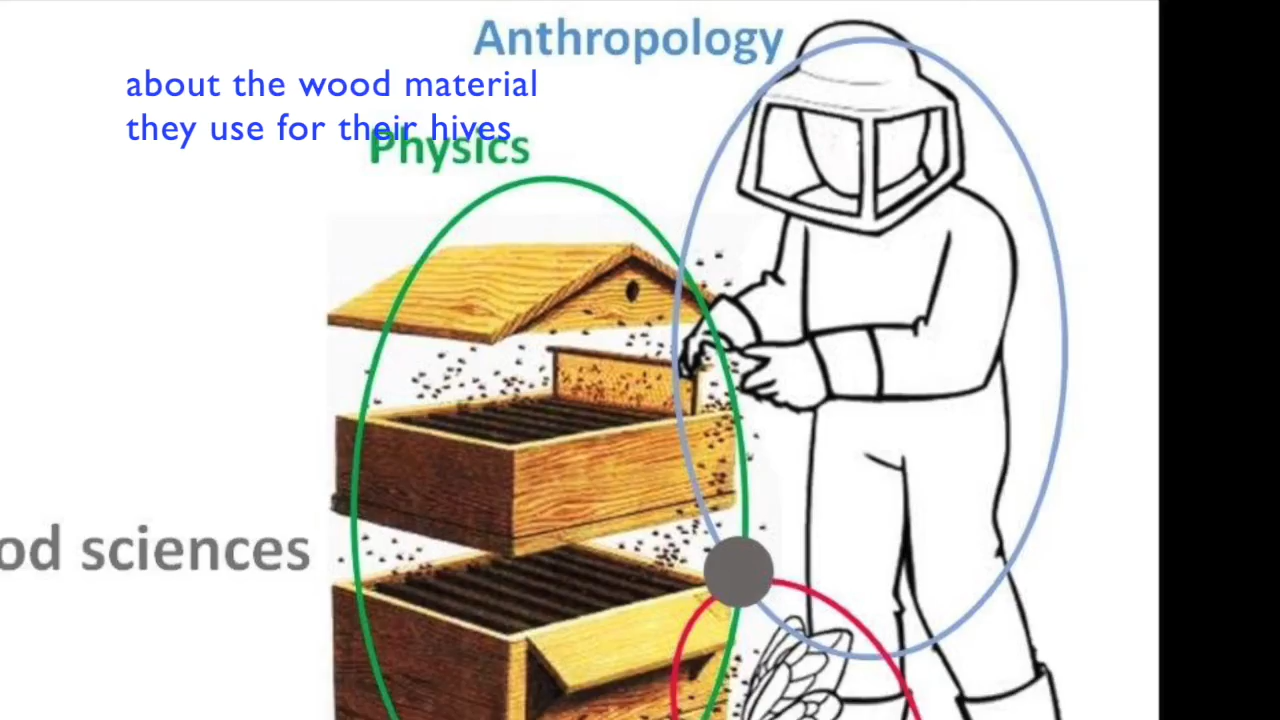 Anthropology
about the wood material
they use for their hives
Physics
od sciences